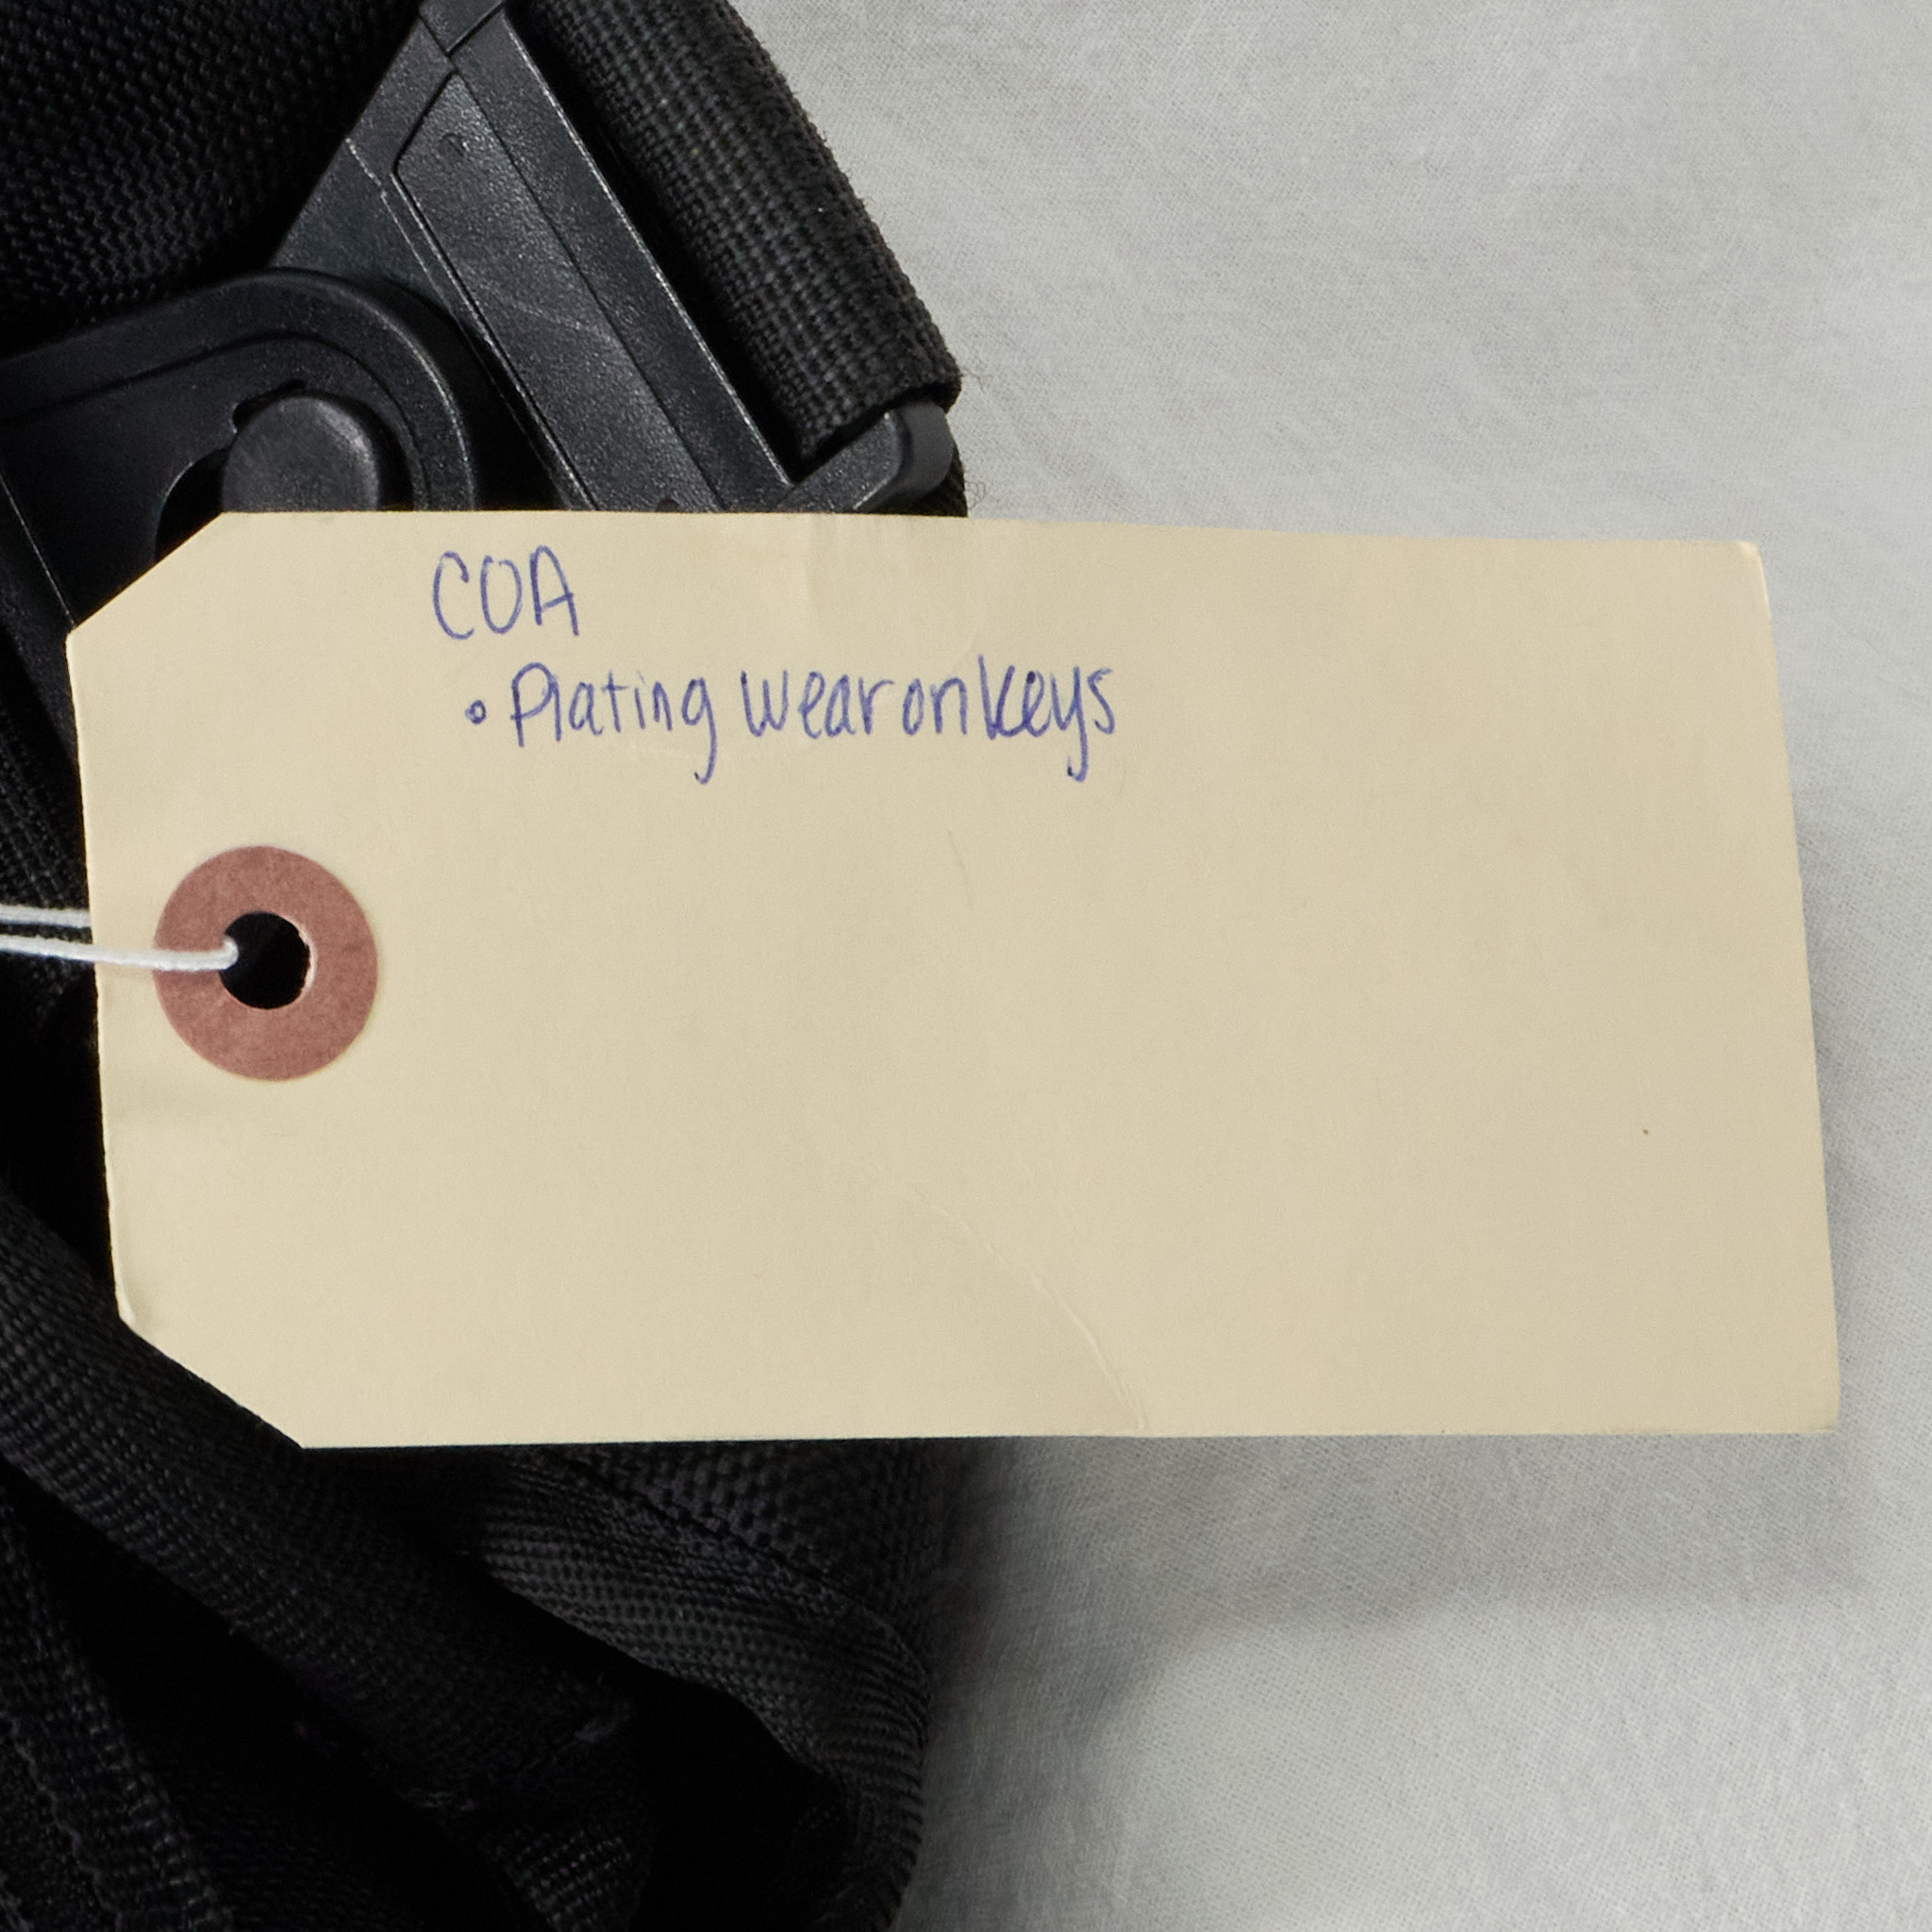 COA
• Plating wear on keys